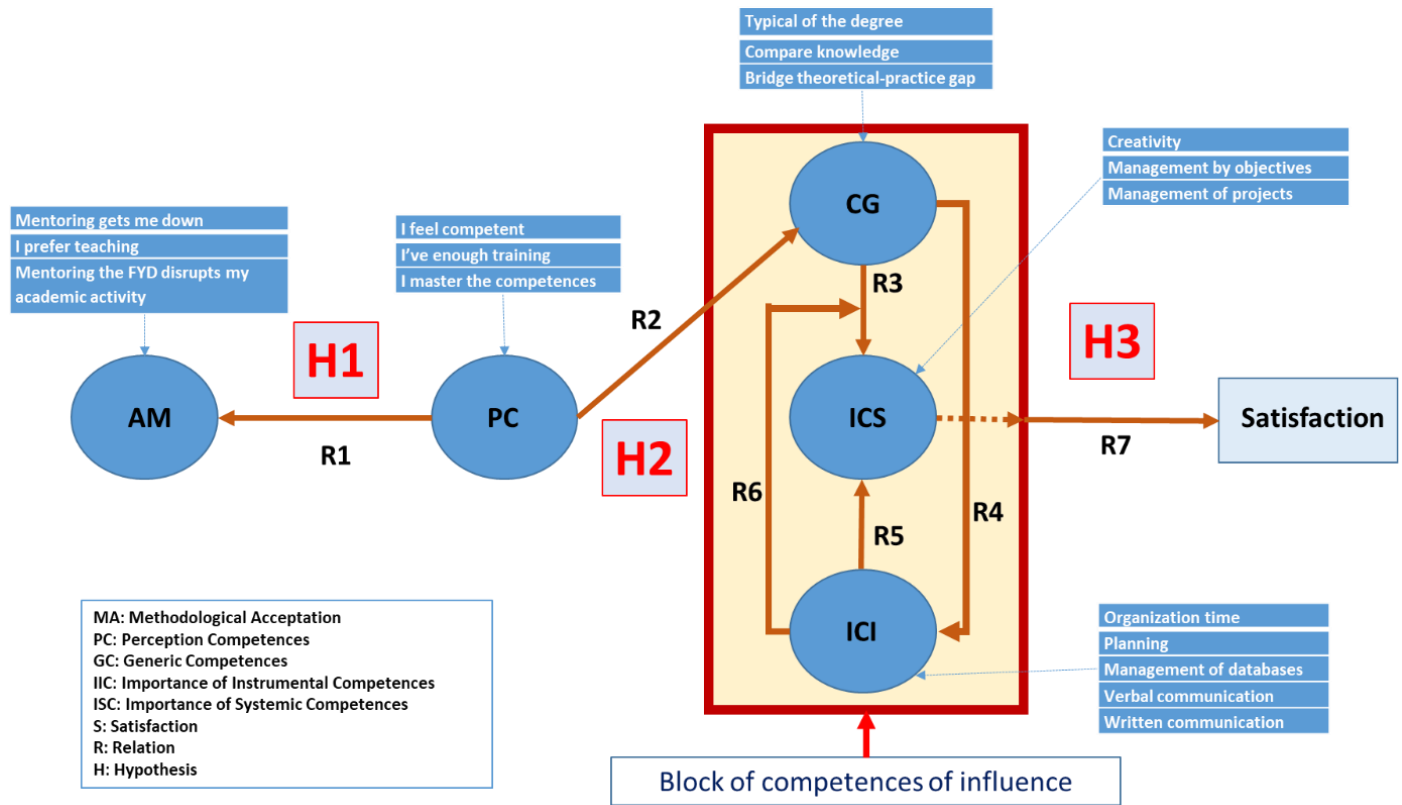 Typical of the degree
Compare knowledge
Bridge theoretical-practice gap
Creativity
Management by objectives
Management of projects
Mentoring gets me down
I prefer teaching
Mentoring the FYD disrupts my
academic activity
I feel competent
I've enough training
I master the competences
CG
R3
R2
H1
H3
AM
PC
ICS
Satisfaction
R1
H2
R7
R6
R4
R5
ICI
Organization time
Planning
Management of databases
Verbal communication
Written communication
MA: Methodological Acceptation
PC: Perception Competences
GC: Generic Competences
IIC: Importance of Instrumental Competences
ISC: Importance of Systemic Competences
S: Satisfaction
R: Relation
H: Hypothesis
Block of competences of influence